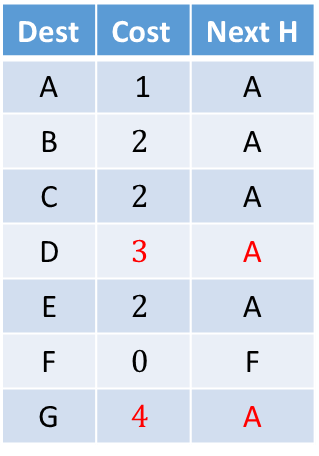 Dest Cost Next H
A 1 A
B 2 A
C 2 A
D 3 A
E 2 A
F 0 F
G 4 A